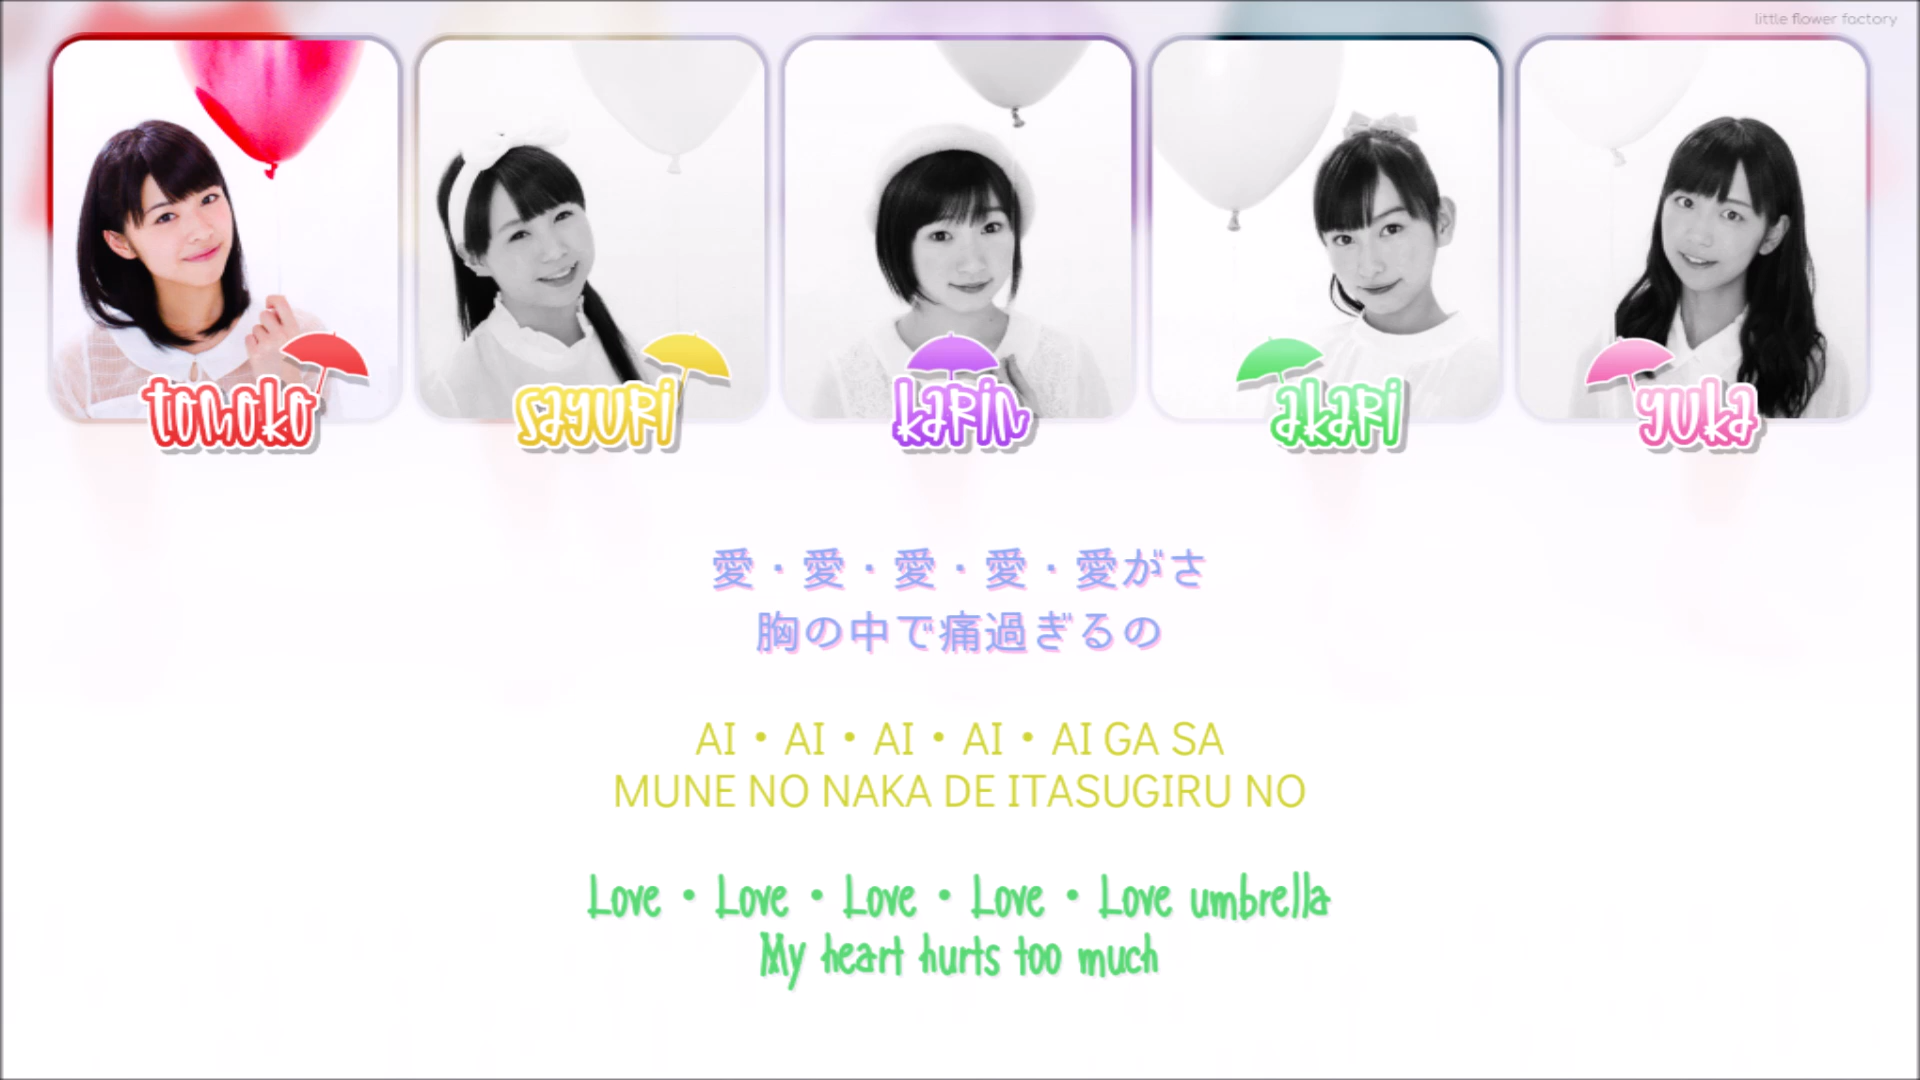 little flower factory
tomoko
sayuri
karin
akari
yuka
愛・愛・愛・愛・愛がさ
胸の中で痛過ぎるの
AI・AI・AI・AI・AI GA SA
MUNE NO NAKA DE ITASUGIRU NO
Love・Love・Love・Love・Love umbrella
My heart hurts too much